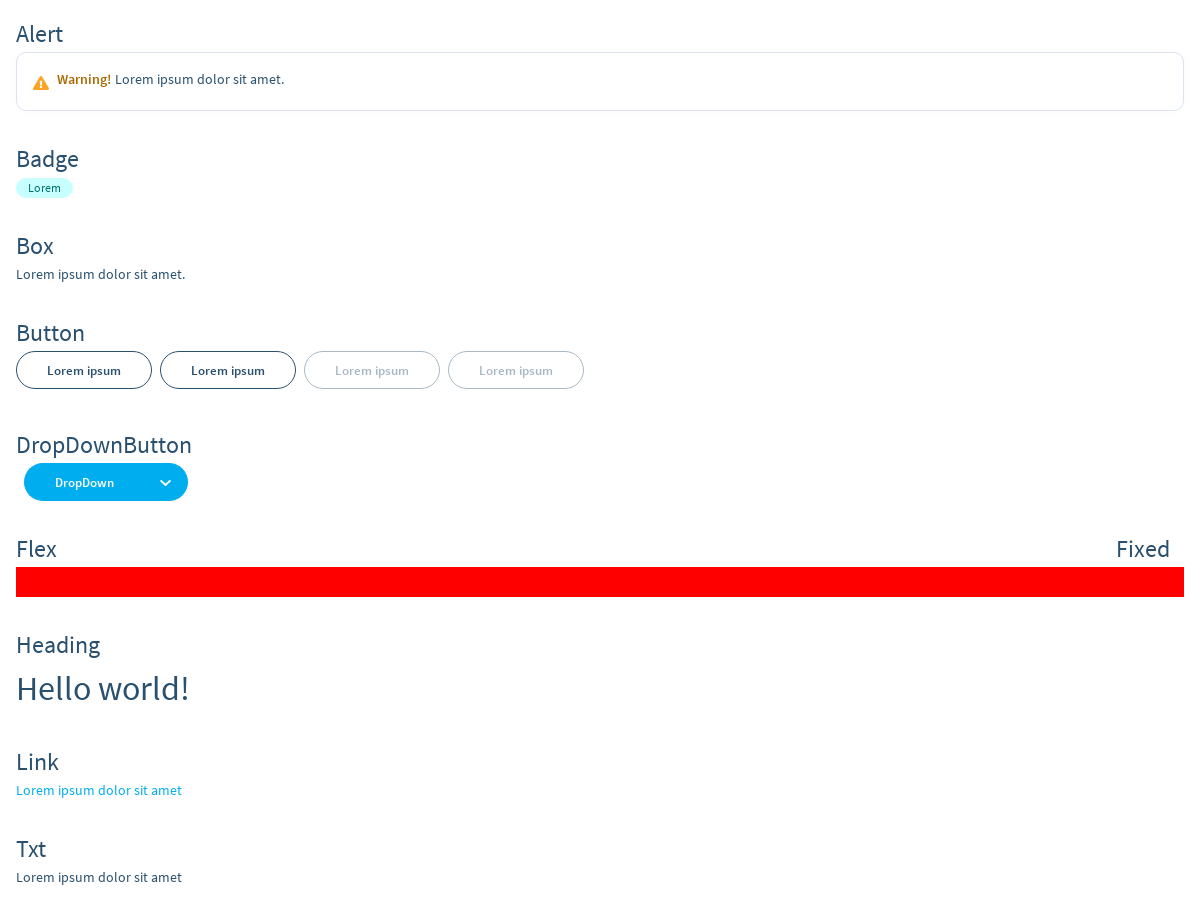 Alert
Warning! Lorem ipsum dolor sit amet.
Badge
Lorem
Box
Lorem ipsum dolor sit amet.
Button
Lorem ipsum Lorem ipsum Lorem ipsum Lorem ipsum
DropDownButton
DropDown
Flex Fixed
Heading
Hello world!
Link
Lorem ipsum dolor sit amet
Txt
Lorem ipsum dolor sit amet